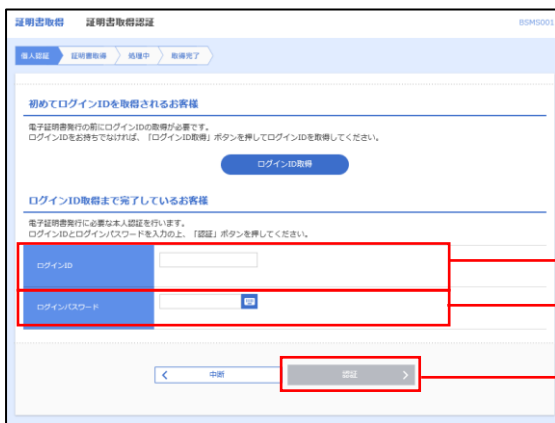 証明書取得 証明書取得認証 BSMS001
個人認証 証明書取得 処理中 取得完了
初めてログインIDを取得されるお客様
電子証明書発行の前にログインIDの取得が必要です。
ログインIDをお持ちでなければ、「ログインID取得」ボタンを押してログインIDを取得してください。
ログインID取得
ログインID取得まで完了しているお客様
電子証明書発行に必要な本人認証を行います。
ログインIDとログインパスワードを入力の上、「認証」ボタンを押してください。
ログインID
ログインパスワード
中断 認証